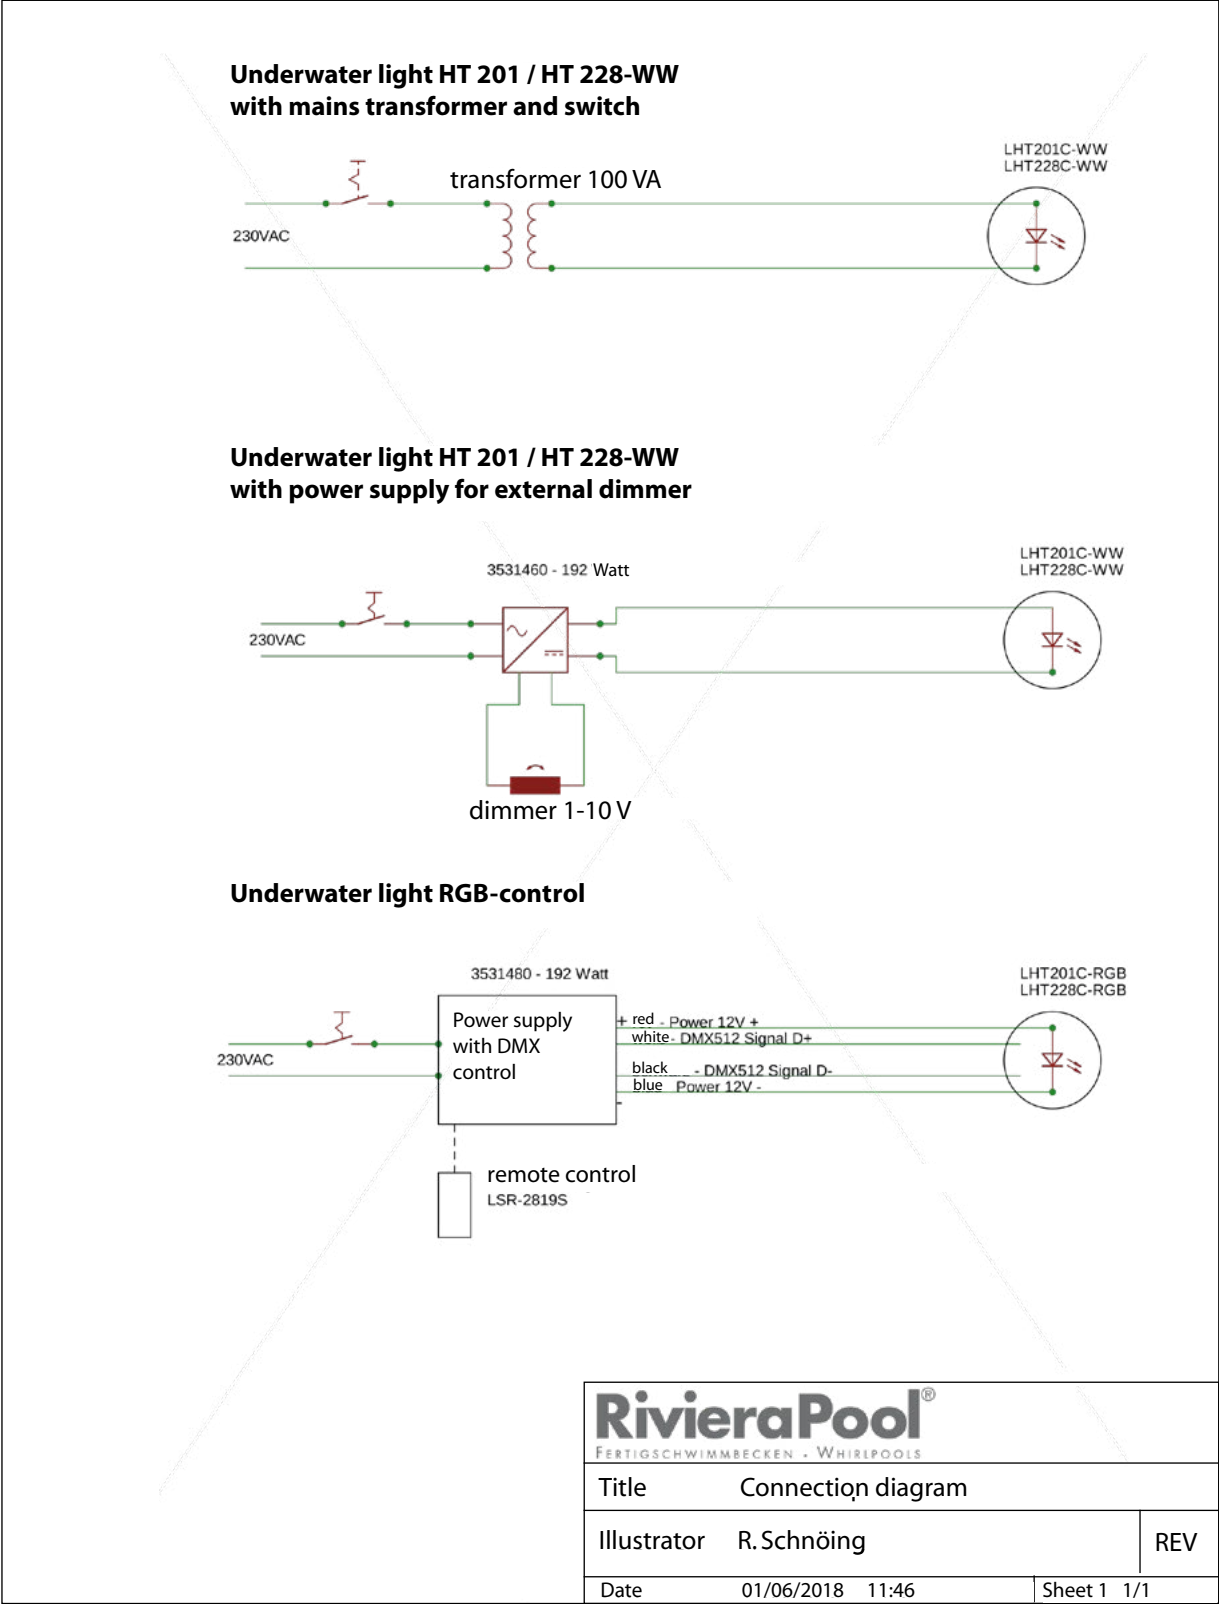 Underwater light HT 201 / HT 228-WW
with mains transformer and switch
LHT201C-WW
LHT228C-WW
transformer 100 VA
230VAC
Underwater light HT 201 / HT 228-WW
with power supply for external dimmer
LHT201C-WW
LHT228C-WW
3531460 - 192 Watt
230VAC
dimmer 1-10 V
Underwater light RGB-control
3531480 - 192 Watt
LHT201C-RGB
LHT228C-RGB
Power supply
with DMX
control
+ red - Power 12V +
white - DMX512 Signal D+
black - DMX512 Signal D-
blue Power 12V -
-
230VAC
remote control
LSR-2819S
RivieraPool®
FERTIGSCHWIMMBECKEN - WHIRLPOOLS
Title Connection diagram
Illustrator R. Schnöing
REV
Date 01/06/2018 11:46 Sheet 1 1/1